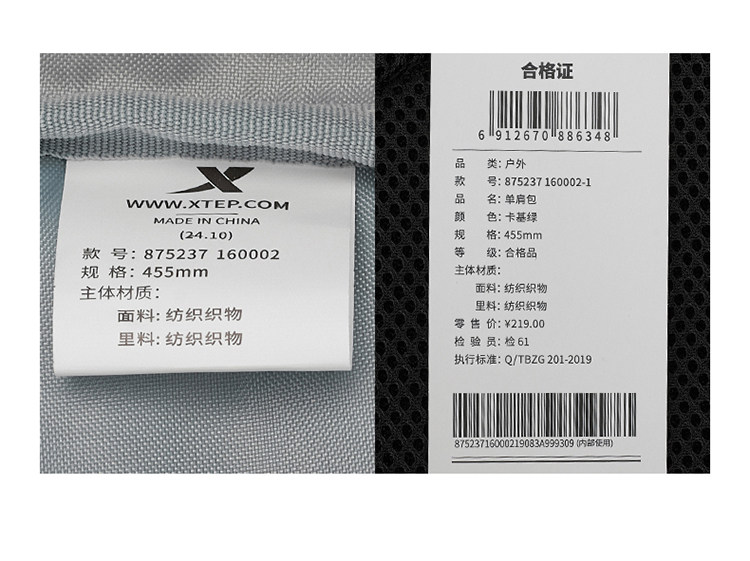 WWW.XTEP.COM
MADE IN CHINA
(24.10)
款 号: 875237 160002
规 格: 455mm
主体材质:
面料: 纺织织物
里料: 纺织织物
合格证
6 912670 886348
品 类: 户外
款 号: 875237 160002-1
品 名: 单肩包
颜 色: 卡基绿
规 格: 455mm
等 级: 合格品
主体材质:
面料: 纺织织物
里料: 纺织织物
零 售 价: ¥219.00
检 验 员: 检 61
执行标准: Q/TBZG 201-2019
87523716000219083A999309 (内部使用)